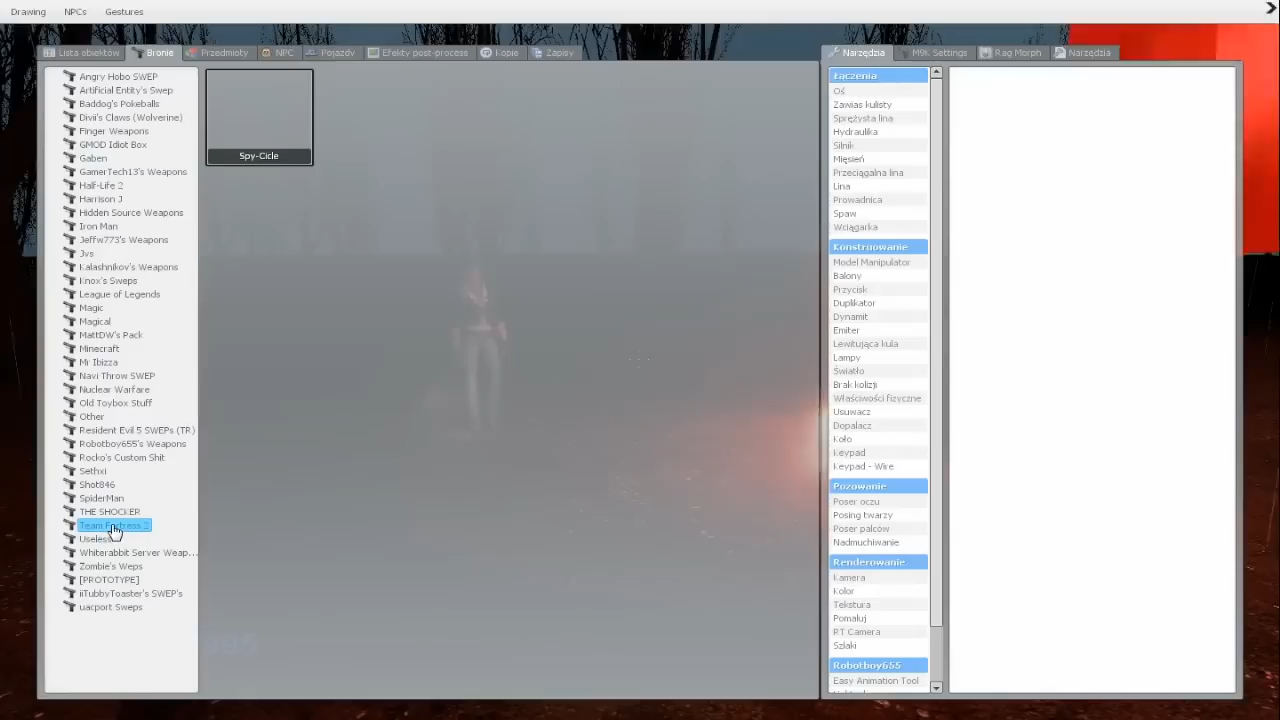 Drawing NPCs Gestures
Lista obiektów Bronie Przedmioty NPC Pojazdy Efekty post-process Kopie Zapisy
Angry Hobo SWEP
Artificial Entity's Swep
Baddog's Pokeballs
Divii's Claws (Wolverine)
Finger Weapons
GMOD Idiot Box
Gaben
GamerTech13's Weapons
Half-Life 2
Harrison J
Hidden Source Weapons
Iron Man
Jeffw773's Weapons
Jvs
Kalashnikov's Weapons
Knox's Sweps
League of Legends
Magic
Magical
MattDW's Pack
Minecraft
Mr Ibizza
Navi Throw SWEP
Nuclear Warfare
Old Toybox Stuff
Other
Resident Evil 5 SWEPs (TR)
Robotboy655's Weapons
Rocko's Custom Shit
Sethxi
Shot846
SpiderMan
THE SHOCKER
Team Fortress 2
Useless
Whiterabbit Server Weap...
Zombie's Weps
[PROTOTYPE]
iiTubbyToaster's SWEP's
uacport Sweps
Spy-Cicle
Narzędzia M9K Settings Rag Morph Narzędzia
Łączenia
Oś
Zawias kulisty
Sprężysta lina
Hydraulika
Silnik
Mięsień
Przeciągalna lina
Lina
Prowadnica
Spaw
Wciągarka
Konstruowanie
Model Manipulator
Balony
Przycisk
Duplikator
Dynamit
Emiter
Lewitująca kula
Lampy
Światło
Brak kolizji
Właściwości fizyczne
Usuwacz
Dopalacz
Koło
Keypad
Keypad - Wire
Pozowanie
Poser oczu
Posing twarzy
Poser palców
Nadmuchiwanie
Renderowanie
Kamera
Kolor
Tekstura
Pomaluj
RT Camera
Szlaki
Robotboy655
Easy Animation Tool